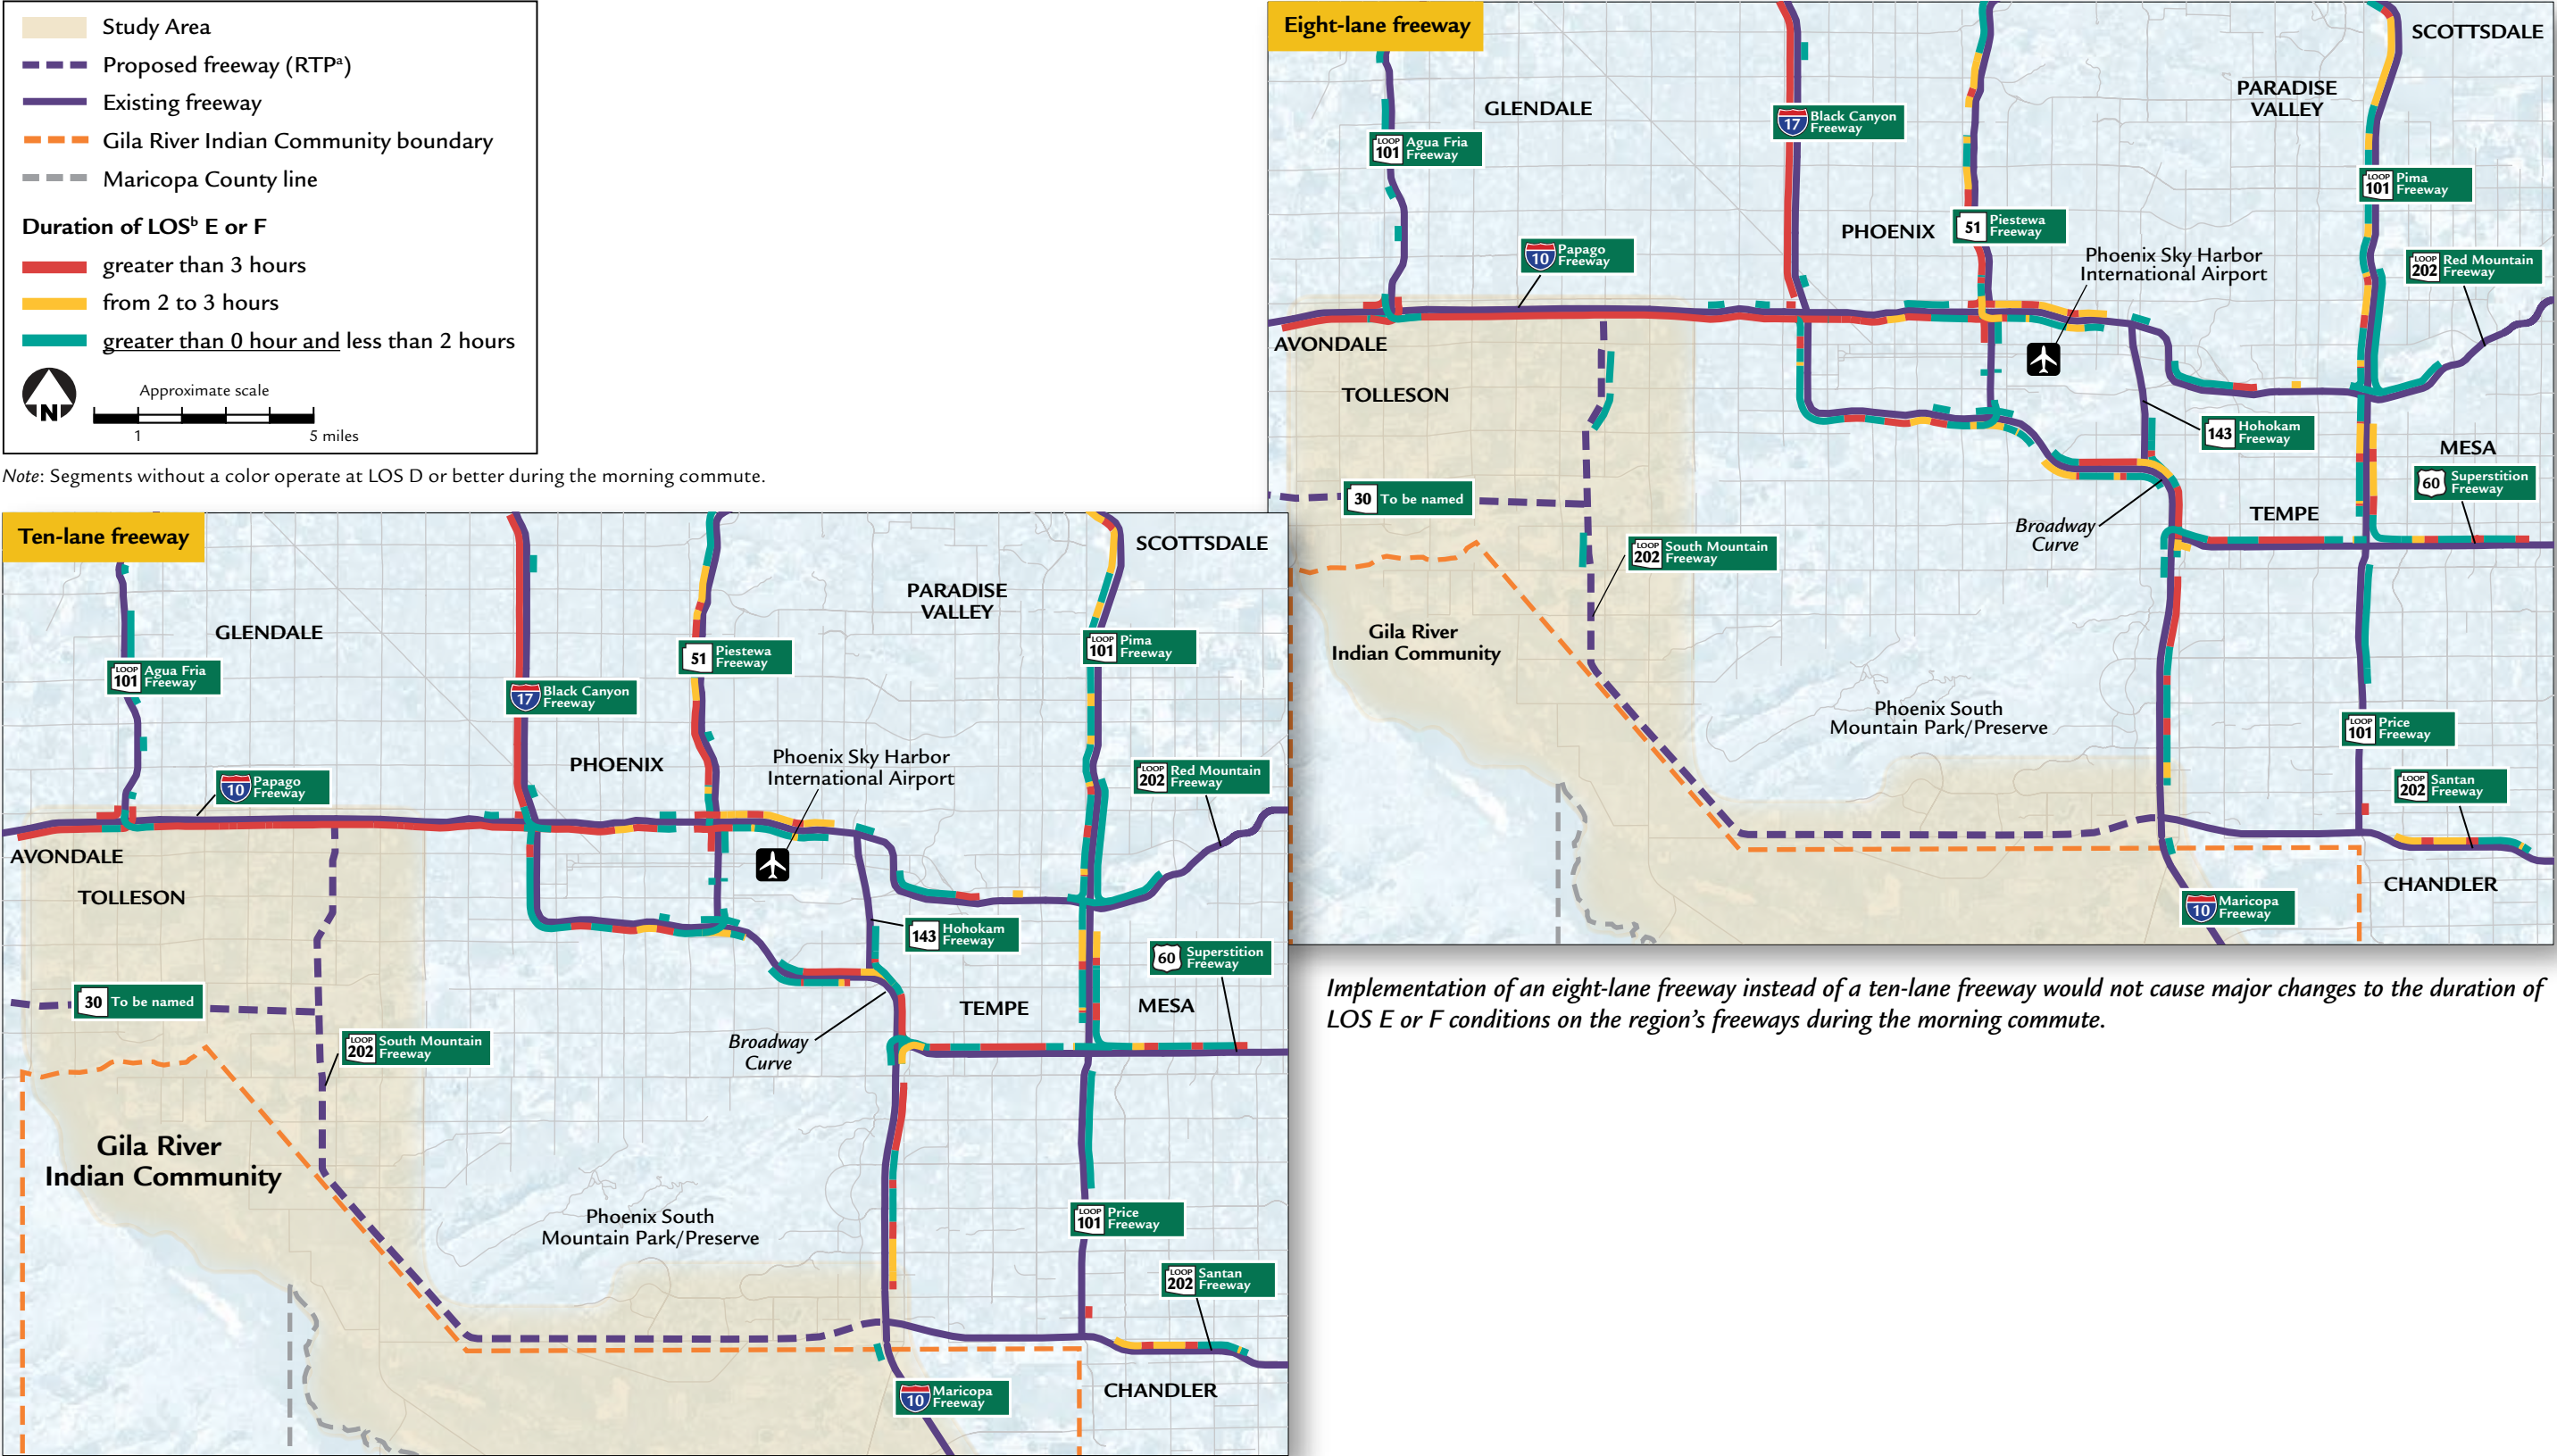 Study Area
Proposed freeway (RTPa)
Existing freeway
Gila River Indian Community boundary
Maricopa County line
Duration of LOSb E or F
greater than 3 hours
from 2 to 3 hours
greater than 0 hour and less than 2 hours
N
Approximate scale
1
5 miles
Note: Segments without a color operate at LOS D or better during the morning commute.
Eight-lane freeway
SCOTTSDALE
PARADISE
VALLEY
GLENDALE
17
Black Canyon
Freeway
LOOP
101
Agua Fria
Freeway
LOOP
101
Pima
Freeway
PHOENIX
51
Piestewa
Freeway
10
Papago
Freeway
Phoenix Sky Harbor
International Airport
LOOP
202
Red Mountain
Freeway
AVONDALE
TOLLESON
143
Hohokam
Freeway
MESA
60
Superstition
Freeway
30
To be named
TEMPE
Broadway
Curve
LOOP
202
South Mountain
Freeway
Gila River
Indian Community
Phoenix South
Mountain Park/Preserve
LOOP
101
Price
Freeway
LOOP
202
Santan
Freeway
CHANDLER
10
Maricopa
Freeway
Implementation of an eight-lane freeway instead of a ten-lane freeway would not cause major changes to the duration of
LOS E or F conditions on the region's freeways during the morning commute.
Ten-lane freeway
SCOTTSDALE
PARADISE
VALLEY
GLENDALE
LOOP
101
Agua Fria
Freeway
51
Piestewa
Freeway
LOOP
101
Pima
Freeway
17
Black Canyon
Freeway
PHOENIX
Phoenix Sky Harbor
International Airport
10
Papago
Freeway
LOOP
202
Red Mountain
Freeway
AVONDALE
TOLLESON
143
Hohokam
Freeway
60
Superstition
Freeway
30
To be named
TEMPE
MESA
Broadway
Curve
LOOP
202
South Mountain
Freeway
Gila River
Indian Community
Phoenix South
Mountain Park/Preserve
LOOP
101
Price
Freeway
LOOP
202
Santan
Freeway
CHANDLER
10
Maricopa
Freeway